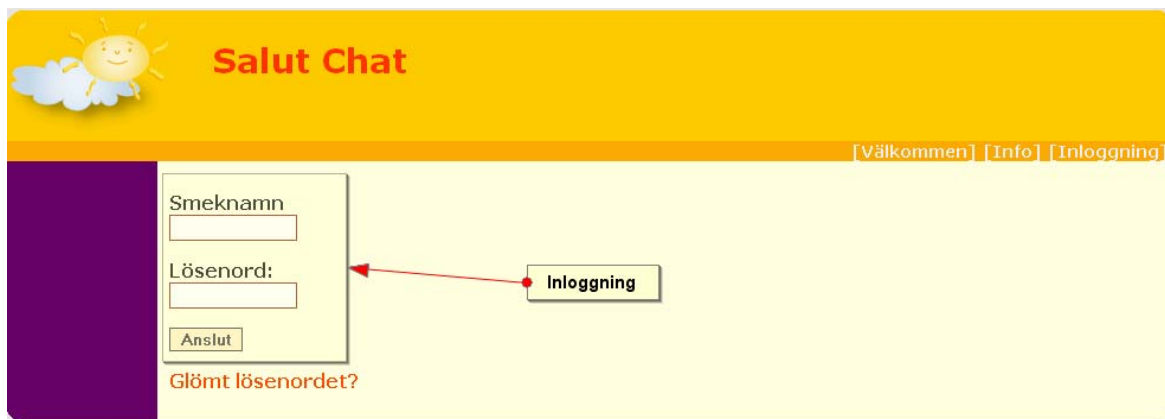 Salut Chat
[Välkommen] [Info] [Inloggning]
Smeknamn
Lösenord:
Inloggning
Anslut
Glömt lösenordet?